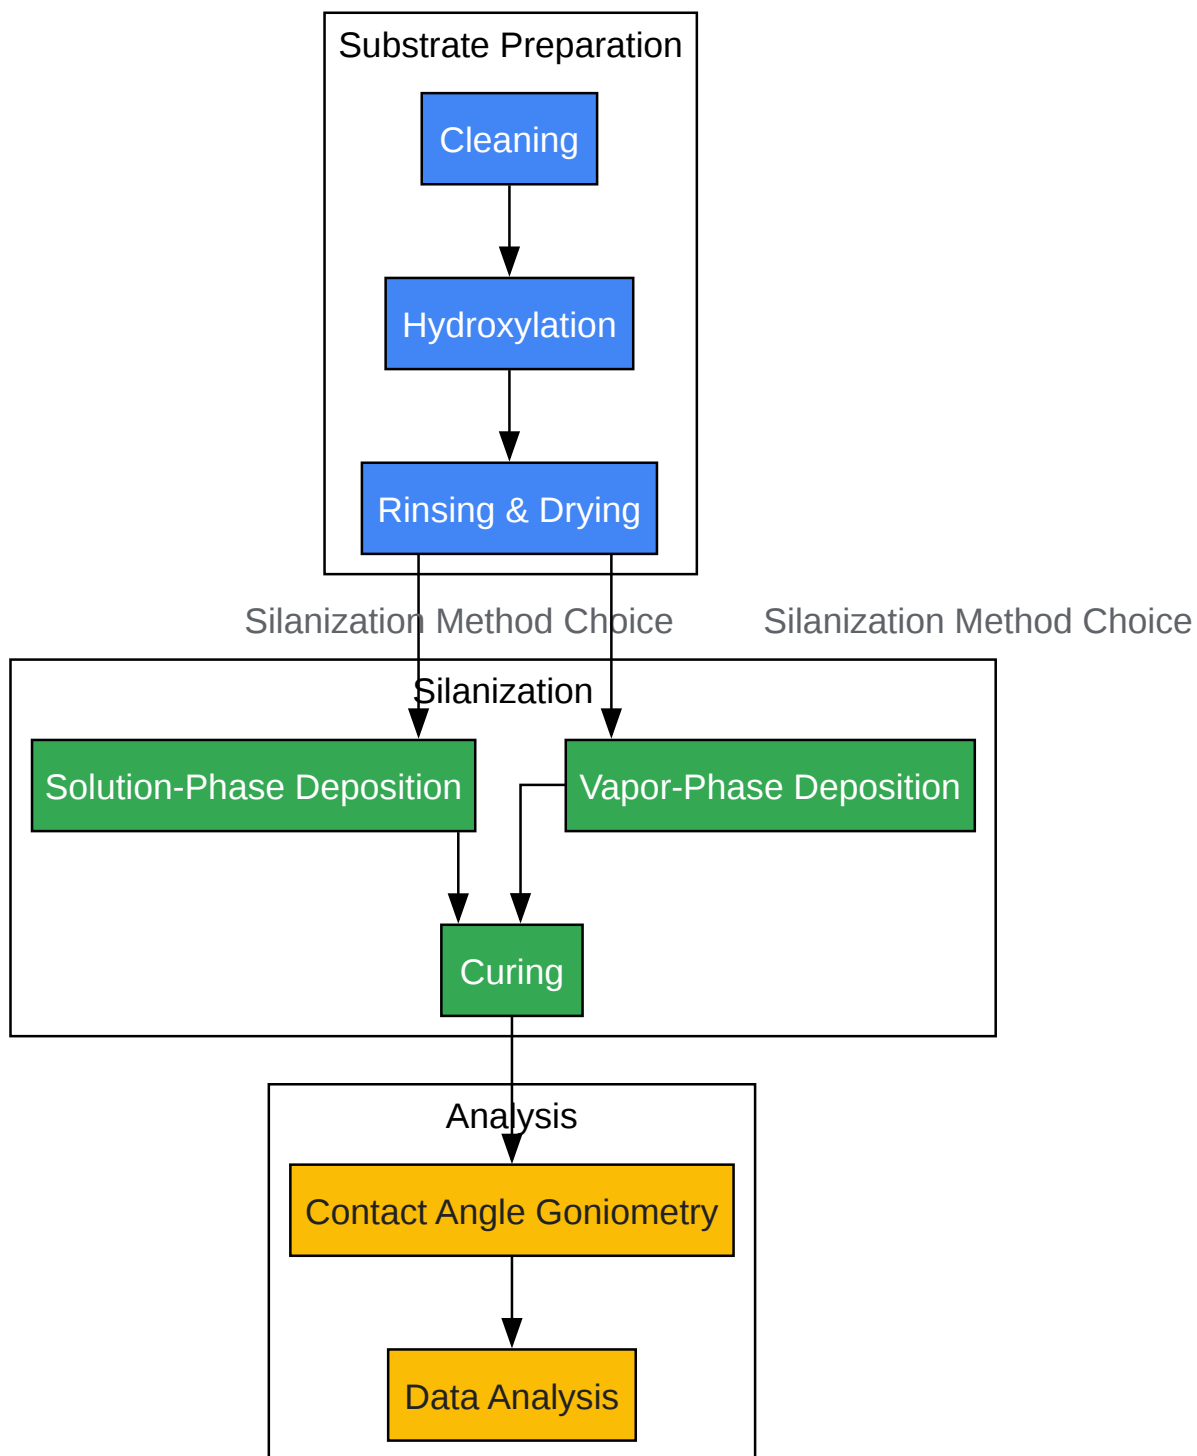 Substrate Preparation
Cleaning
Hydroxylation
Rinsing & Drying
Silanization Method Choice
Silanization Method Choice
Silanization
Solution-Phase Deposition
Vapor-Phase Deposition
Curing
Analysis
Contact Angle Goniometry
Data Analysis